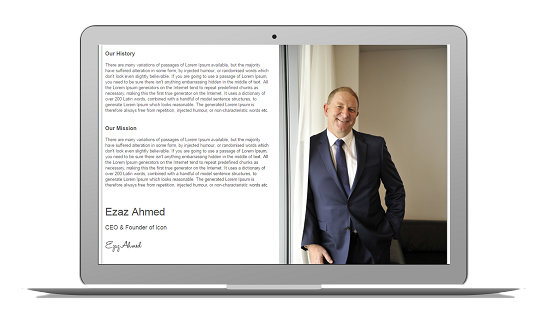 Our History
There are many variations of passages of Lorem Ipsum available, but the majority
have suffered alteration in some form, by injected humour, or randomised words which
don't look even slightly believable. If you are going to use a passage of Lorem Ipsum,
you need to be sure there isn't anything embarrassing hidden in the middle of text. All
the Lorem Ipsum generators on the Internet tend to repeat predefined chunks as
necessary, making this the first true generator on the Internet. It uses a dictionary of
over 200 Latin words, combined with a handful of model sentence structures, to
generate Lorem Ipsum which looks reasonable. The generated Lorem Ipsum is
therefore always free from repetition, injected humour, or non-characteristic words etc.
Our Mission
There are many variations of passages of Lorem Ipsum available, but the majority
have suffered alteration in some form, by injected humour, or randomised words which
don't look even slightly believable. If you are going to use a passage of Lorem Ipsum,
you need to be sure there isn't anything embarrassing hidden in the middle of text. All
the Lorem Ipsum generators on the Internet tend to repeat predefined chunks as
necessary, making this the first true generator on the Internet. It uses a dictionary of
over 200 Latin words, combined with a handful of model sentence structures, to
generate Lorem Ipsum which looks reasonable. The generated Lorem Ipsum is
therefore always free from repetition, injected humour, or non-characteristic words etc.
Ezaz Ahmed
CEO & Founder of Icon
Ezaz Ahmed